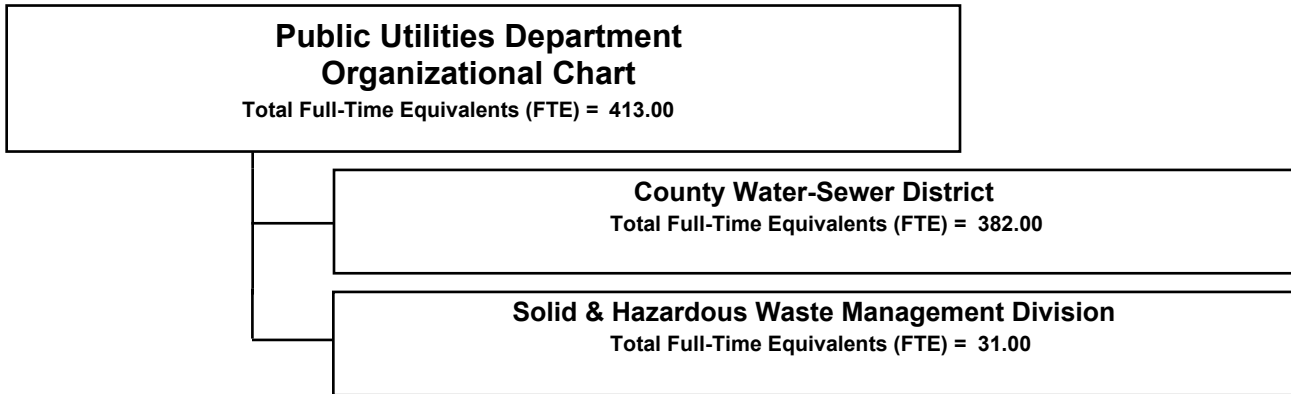 Public Utilities Department
Organizational Chart
Total Full-Time Equivalents (FTE) = 413.00
County Water-Sewer District
Total Full-Time Equivalents (FTE) = 382.00
Solid & Hazardous Waste Management Division
Total Full-Time Equivalents (FTE) = 31.00